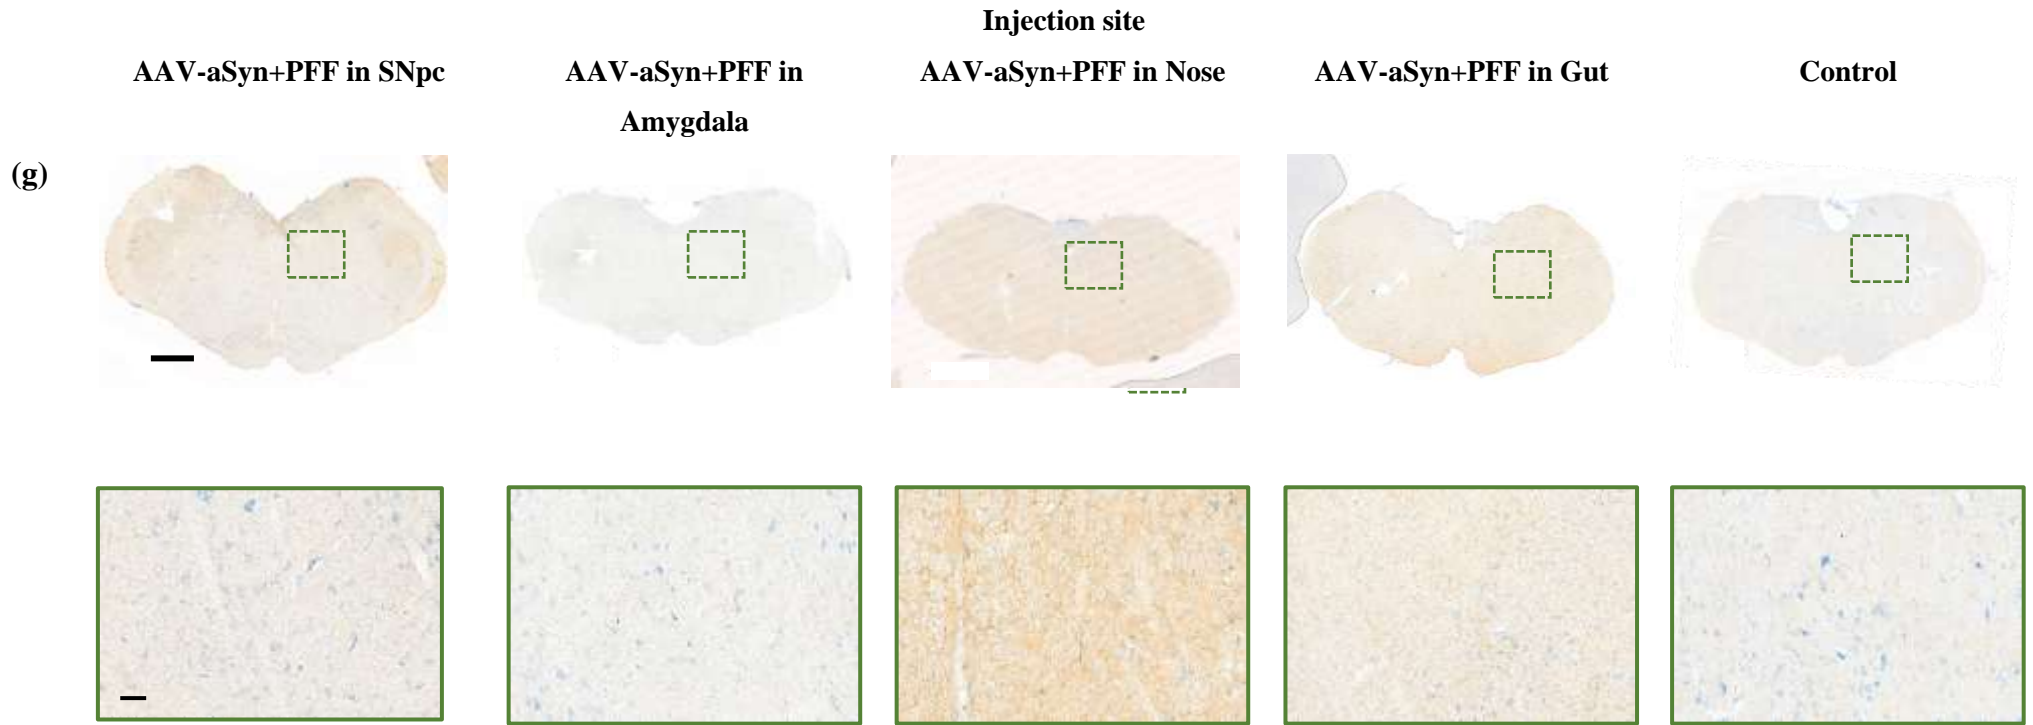 Injection site
AAV-aSyn+PFF in SNpc
AAV-aSyn+PFF in
Amygdala
AAV-aSyn+PFF in Nose
AAV-aSyn+PFF in Gut
Control
(g)